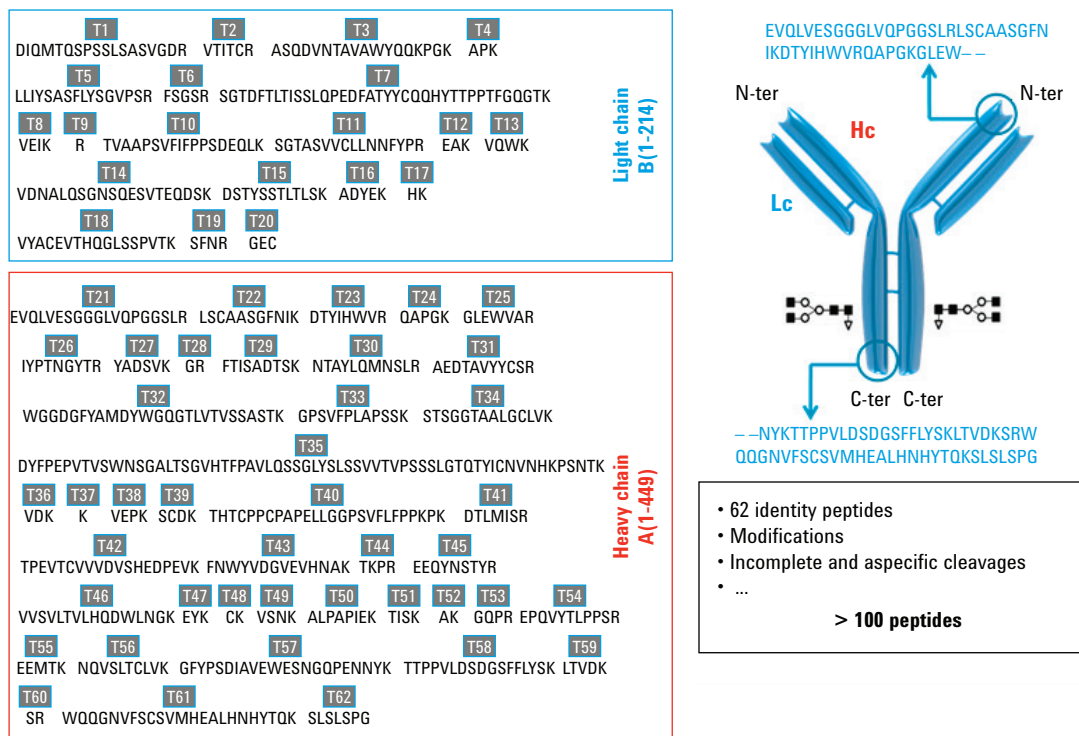 T1 T2 T3 T4
DIQMTQSPSSLSASVGDR VTITCR ASQDVNTAVAWYQQKPGK APK
T5 T6 T7
LLIYSASFLYSGVPSR FSGSR SGTDFTLTISSLQPEDFATYYCQQHYTTPPTFGQGTK
T8 T9 T10 T11 T12 T13
VEIK R TVAAPSVFIFPPSDEQLK SGTASVVCLLNNFYPR EAK VQWK
T14 T15 T16 T17
VDNALQSGNSQESVTEQDSK DSTYSSTLTLSK ADYEK HK
T18 T19 T20
VYACEVTHQGLSSPVTK SFNR GEC
Light chain
B(1-214)
T21 T22 T23 T24 T25
EVQLVESGGGLVQPGGSLR LSCAASGFNIK DTYIHWVR QAPGK GLEWVAR
T26 T27 T28 T29 T30 T31
IYPTNGYTR YADSVK GR FTISADTSK NTAYLQMNSLR AEDTAVYYCSR
T32 T33 T34
WGGDGFYAMDYWGQGTLVTVSSASTK GPSVFPLAPSSK STSGGTAALGCLVK
T35
DYFPEPVTVSWNSGALTSGVHTFPAVLQSSGLYSLSSVVTVPSSSLGTQTYICNVNHKPSNTK
T36 T37 T38 T39 T40 T41
VDK K VEPK SCDK THTCPPCPAPELLGGPSVFLFPPKPK DTLMISR
T42 T43 T44 T45
TPEVTCVVVDVSHEDPEVK FNWYVDGVEVHNAK TKPR EEQYNSTYR
T46 T47 T48 T49 T50 T51 T52 T53 T54
VVSVLTVLHQDWLNGK EYK CK VSNK ALPAPIEK TISK AK GQPR EPQVYTLPPSR
T55 T56 T57 T58 T59
EEMTK NQVSLTCLVK GFYPSDIAVEWESNGQPENNYK TTPPVLDSDGSFFLYSK LTVDK
T60 T61 T62
SR WQQGNVFSCSVMHEALHNHYTQK SLSLSPG
Heavy chain
A(1-449)
EVQLVESGGGLVQPGGSLRLSCAASGFN
IKDTYIHWVRQAPGKGLEW– –
N-ter N-ter
Hc
Lc
C-ter C-ter
– –NYKTTPPVLDSDGSFFLYSKLTVDKSRW
QQGNVFSCSVMHEALHNHYTQKSLSLSPG
• 62 identity peptides
• Modifications
• Incomplete and aspecific cleavages
• ...
> 100 peptides